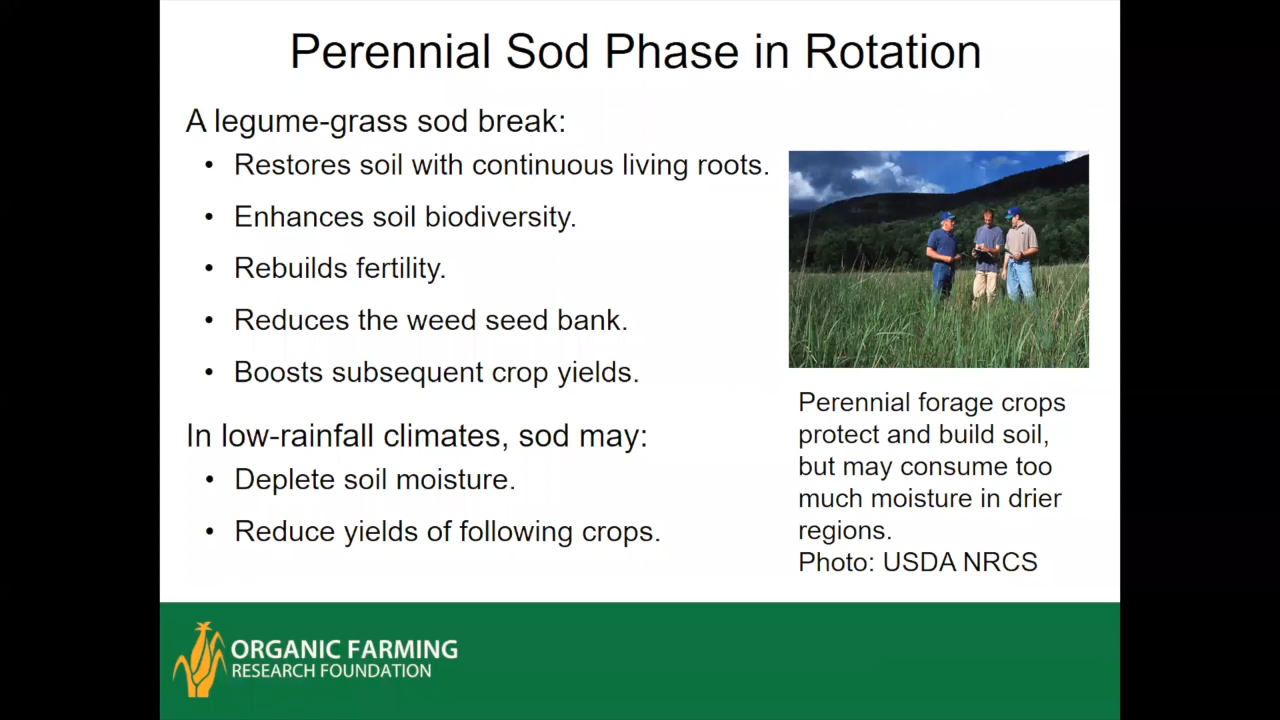 Perennial Sod Phase in Rotation
A legume-grass sod break:
• Restores soil with continuous living roots.
• Enhances soil biodiversity.
• Rebuilds fertility.
• Reduces the weed seed bank.
• Boosts subsequent crop yields.
In low-rainfall climates, sod may:
• Deplete soil moisture.
• Reduce yields of following crops.
Perennial forage crops
protect and build soil,
but may consume too
much moisture in drier
regions.
Photo: USDA NRCS
ORGANIC FARMING
RESEARCH FOUNDATION